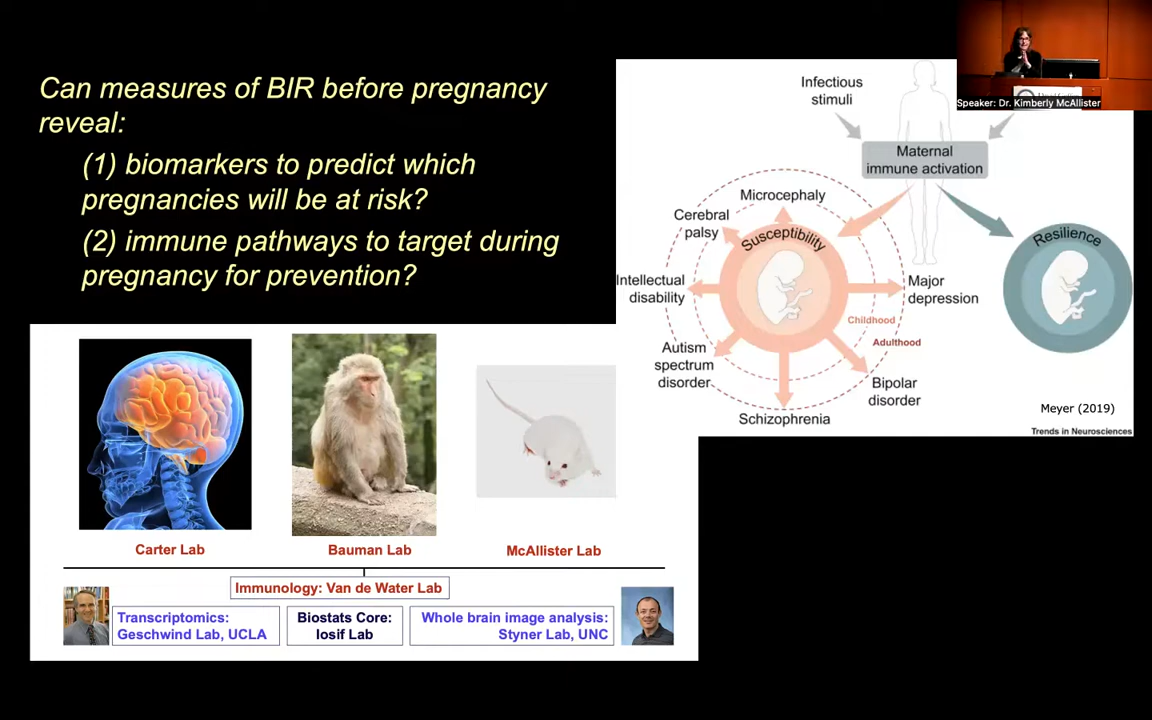 Can measures of BIR before pregnancy
reveal:
(1) biomarkers to predict which
pregnancies will be at risk?
(2) immune pathways to target during
pregnancy for prevention?
Speaker: Dr. Kimberly McAllister
Infectious
stimuli
Maternal
immune activation
Microcephaly
Cerebral
palsy
Susceptibility
Resilience
Intellectual
disability
Major
depression
Childhood
Adulthood
Autism
spectrum
disorder
Bipolar
disorder
Schizophrenia
Meyer (2019)
Trends in Neurosciences
Carter Lab
Bauman Lab
McAllister Lab
Immunology: Van de Water Lab
Transcriptomics:
Geschwind Lab, UCLA
Biostats Core:
Iosif Lab
Whole brain image analysis:
Styner Lab, UNC